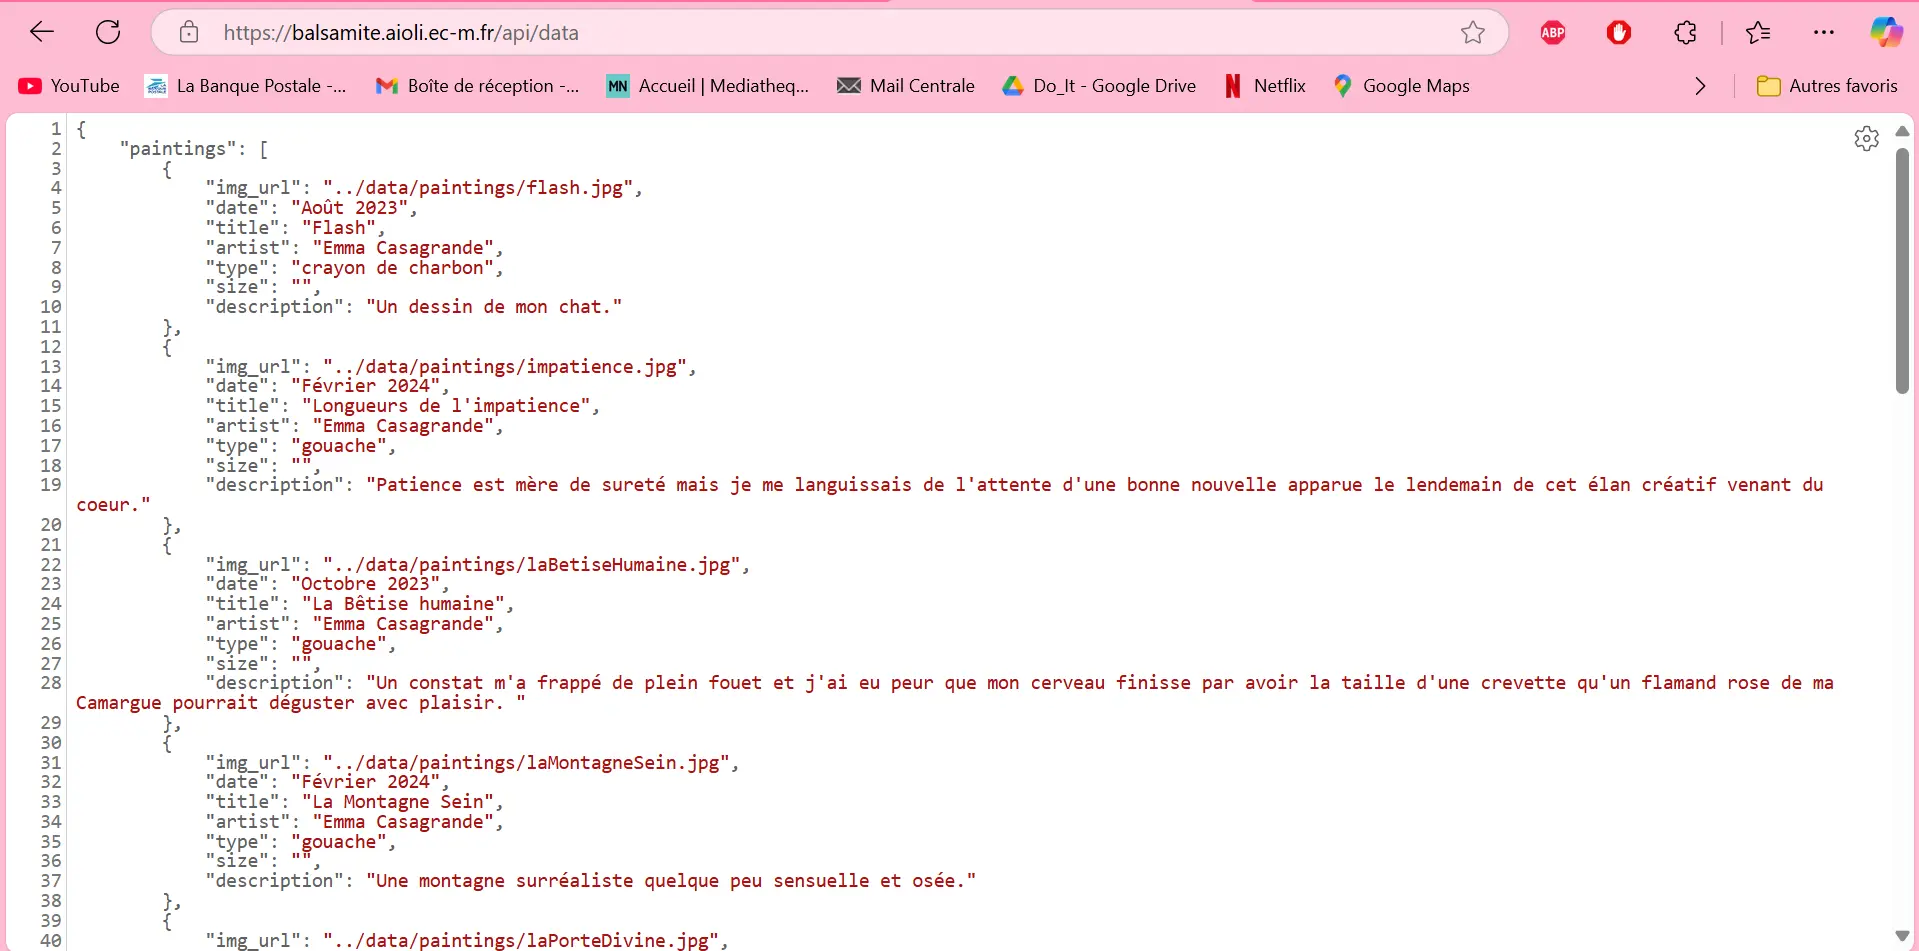 https://balsamite.aioli.ec-m.fr/api/data
ABP
YouTube La Banque Postale -... Boîte de réception -... MN Accueil | Mediatheq... Mail Centrale Do_It - Google Drive Netflix Google Maps Autres favoris
1 {
2 "paintings": [
3 {
4 "img_url": "../data/paintings/flash.jpg",
5 "date": "Août 2023",
6 "title": "Flash",
7 "artist": "Emma Casagrande",
8 "type": "crayon de charbon",
9 "size": "",
10 "description": "Un dessin de mon chat."
11 },
12 {
13 "img_url": "../data/paintings/impatience.jpg",
14 "date": "Février 2024",
15 "title": "Longueurs de l'impatience",
16 "artist": "Emma Casagrande",
17 "type": "gouache",
18 "size": "",
19 "description": "Patience est mère de sureté mais je me languissais de l'attente d'une bonne nouvelle apparue le lendemain de cet élan créatif venant du
coeur."
20 },
21 {
22 "img_url": "../data/paintings/laBetiseHumaine.jpg",
23 "date": "Octobre 2023",
24 "title": "La Bêtise humaine",
25 "artist": "Emma Casagrande",
26 "type": "gouache",
27 "size": "",
28 "description": "Un constat m'a frappé de plein fouet et j'ai eu peur que mon cerveau finisse par avoir la taille d'une crevette qu'un flamand rose de ma
Camargue pourrait déguster avec plaisir. "
29 },
30 {
31 "img_url": "../data/paintings/laMontagneSein.jpg",
32 "date": "Février 2024",
33 "title": "La Montagne Sein",
34 "artist": "Emma Casagrande",
35 "type": "gouache",
36 "size": "",
37 "description": "Une montagne surréaliste quelque peu sensuelle et osée."
38 },
39 {
40 "img_url": "../data/paintings/laPorteDivine.jpg",